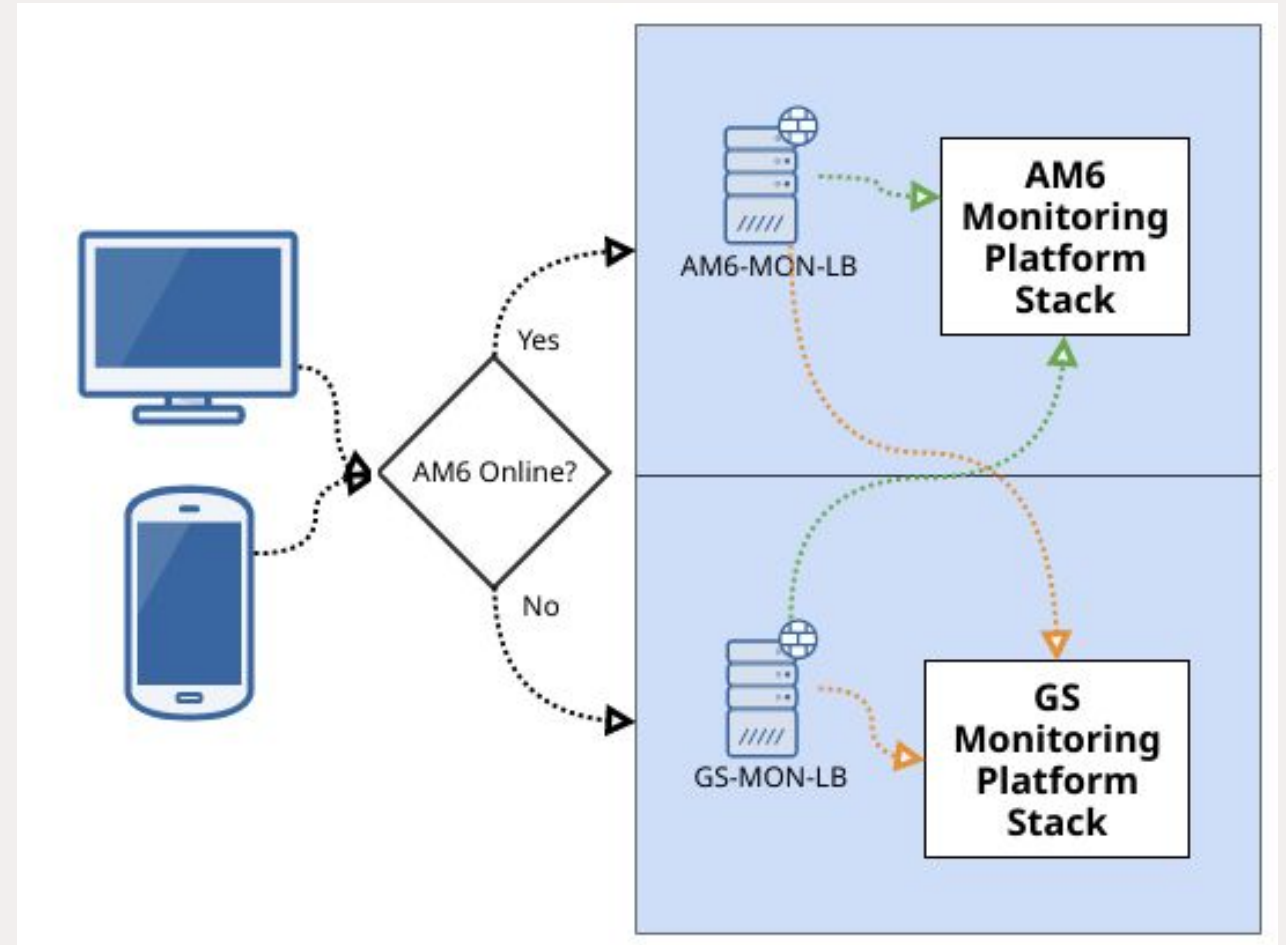 AM6
Monitoring
Platform
Stack
AM6-MON-LB
Yes
AM6 Online?
No
GS-MON-LB
GS
Monitoring
Platform
Stack